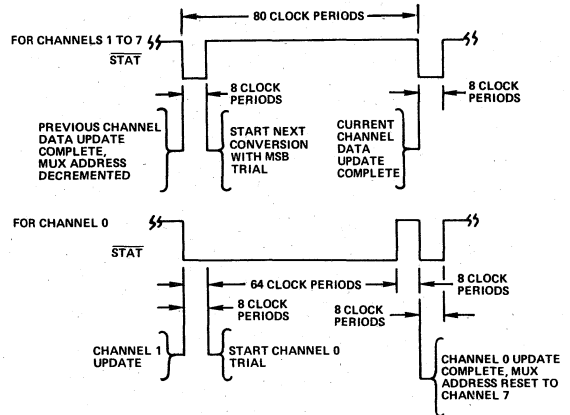 80 CLOCK PERIODS
FOR CHANNELS 1 TO 7
STAT
8 CLOCK
PERIODS
8 CLOCK
PERIODS
PREVIOUS CHANNEL
DATA UPDATE
COMPLETE,
MUX ADDRESS
DECREMENTED
START NEXT
CONVERSION
WITH MSB
TRIAL
CURRENT
CHANNEL
DATA
UPDATE
COMPLETE
FOR CHANNEL 0
STAT
64 CLOCK PERIODS
8 CLOCK
PERIODS
8 CLOCK
PERIODS
8 CLOCK
PERIODS
CHANNEL 1
UPDATE
START CHANNEL 0
TRIAL
CHANNEL 0 UPDATE
COMPLETE, MUX
ADDRESS RESET TO
CHANNEL 7